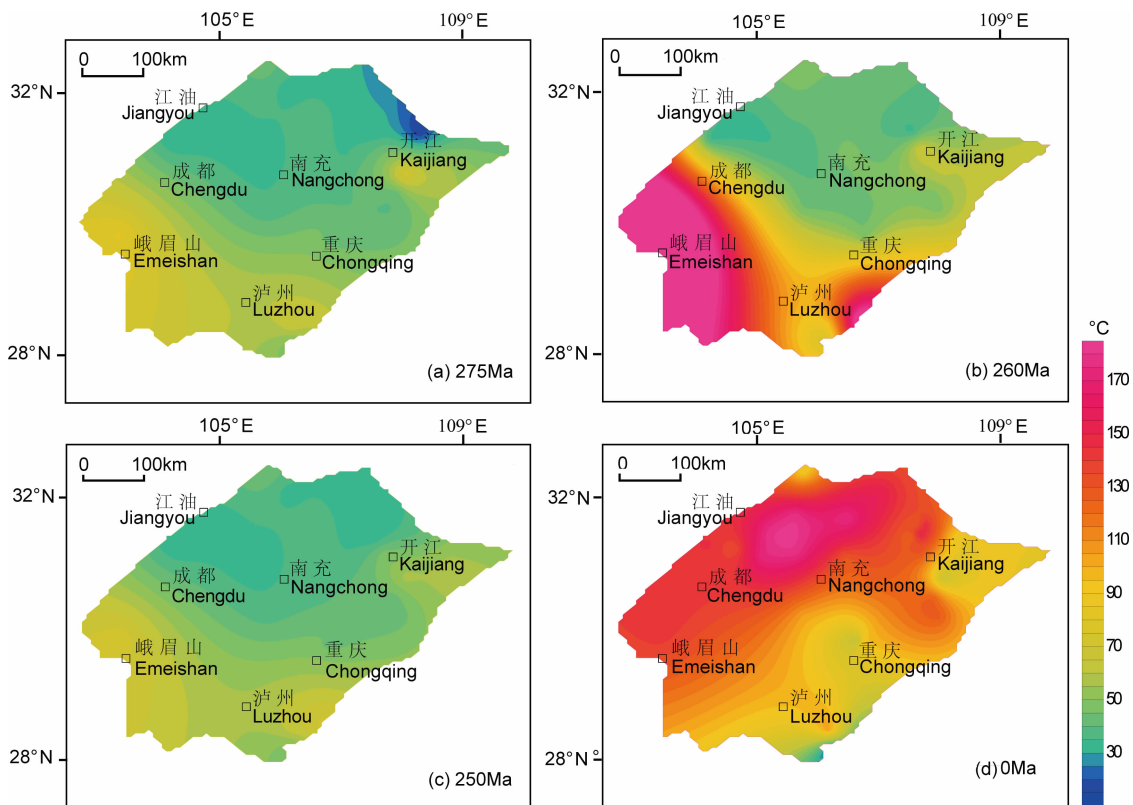 105°E
109°E
0
100km
32°N
江油
Jiangyou
开江
Kaijiang
成都
Chengdu
南充
Nangchong
峨眉山
Emeishan
重庆
Chongqing
泸州
Luzhou
28°N
(a) 275Ma
105°E
109°E
0
100km
32°N
江油
Jiangyou
开江
Kaijiang
成都
Chengdu
南充
Nangchong
峨眉山
Emeishan
重庆
Chongqing
泸州
Luzhou
28°N
(b) 260Ma
105°E
109°E
0
100km
32°N
江油
Jiangyou
开江
Kaijiang
成都
Chengdu
南充
Nangchong
峨眉山
Emeishan
重庆
Chongqing
泸州
Luzhou
28°N
(c) 250Ma
105°E
109°E
0
100km
32°N
江油
Jiangyou
开江
Kaijiang
成都
Chengdu
南充
Nangchong
峨眉山
Emeishan
重庆
Chongqing
泸州
Luzhou
28°N
(d) 0Ma
°C
170
150
130
110
90
70
50
30